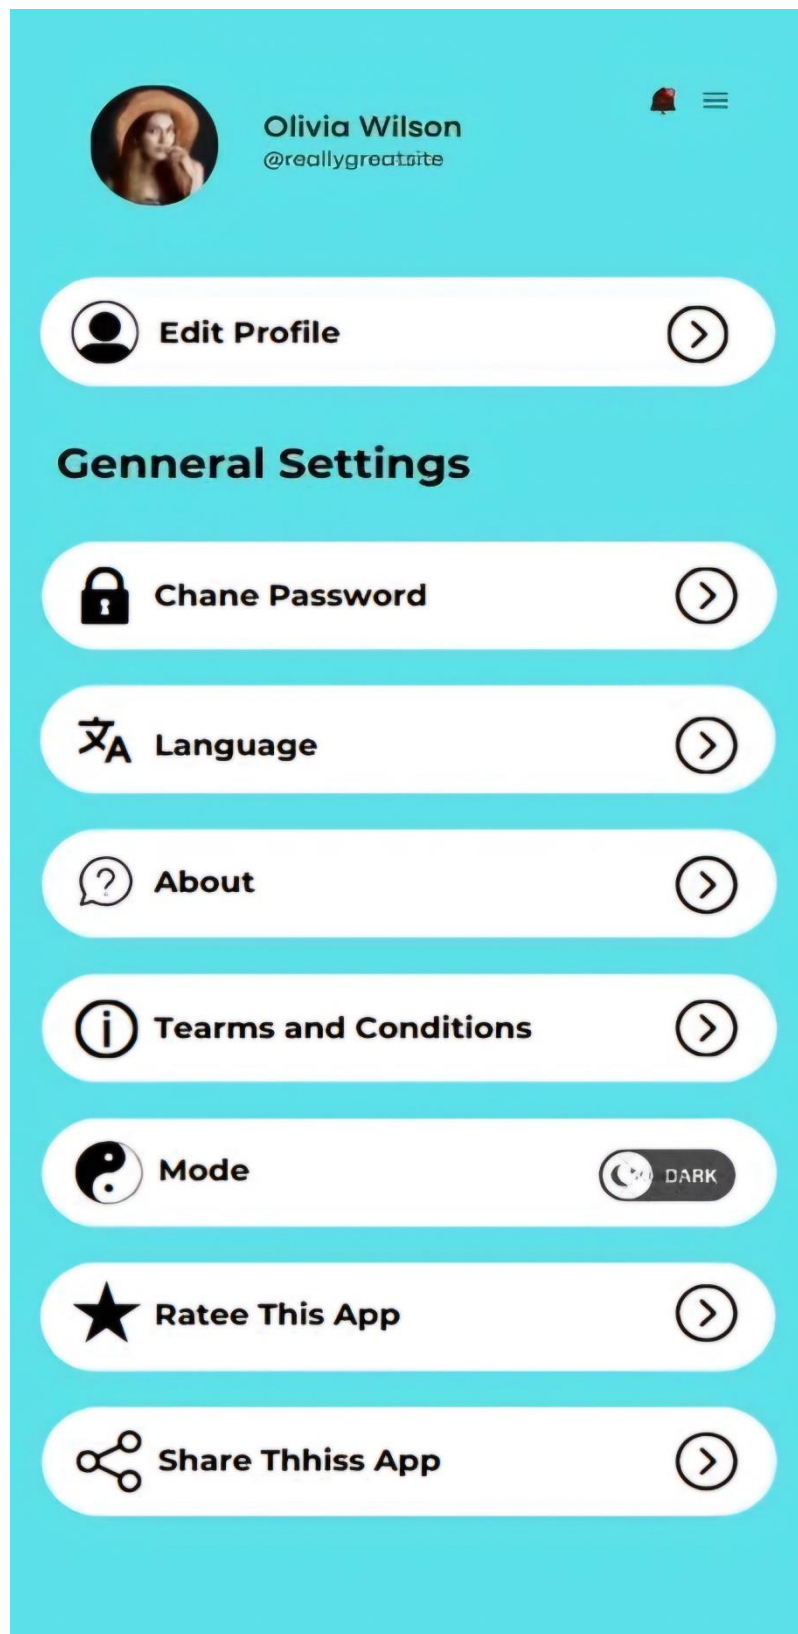 Olivia Wilson
@reallygreatsite
Edit Profile
Genneral Settings
Chane Password
Language
About
Tearms and Conditions
Mode
DARK
Ratee This App
Share Thhiss App